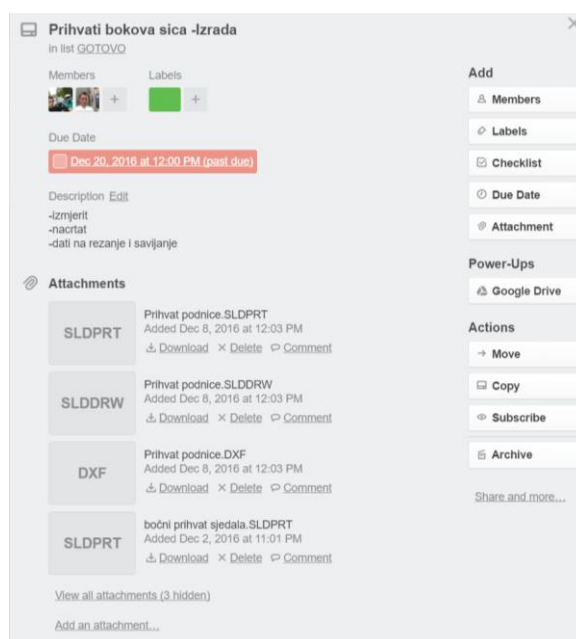 Prihvati bokova sica -Izrada
in list GOTOVO
Members
Labels
Due Date
Dec 20, 2016 at 12:00 PM (past due)
Description Edit
-izmjerit
-nacrtat
-dati na rezanje i savijanje
Attachments
SLDPRT
Prihvat podnice.SLDPRT
Added Dec 8, 2016 at 12:03 PM
Download Delete Comment
SLDDRW
Prihvat podnice.SLDDRW
Added Dec 8, 2016 at 12:03 PM
Download Delete Comment
DXF
Prihvat podnice.DXF
Added Dec 8, 2016 at 12:03 PM
Download Delete Comment
SLDPRT
bočni prihvat sjedala.SLDPRT
Added Dec 2, 2016 at 11:01 PM
Download Delete Comment
View all attachments (3 hidden)
Add an attachment…
Add
Members
Labels
Checklist
Due Date
Attachment
Power-Ups
Google Drive
Actions
Move
Copy
Subscribe
Archive
Share and more…